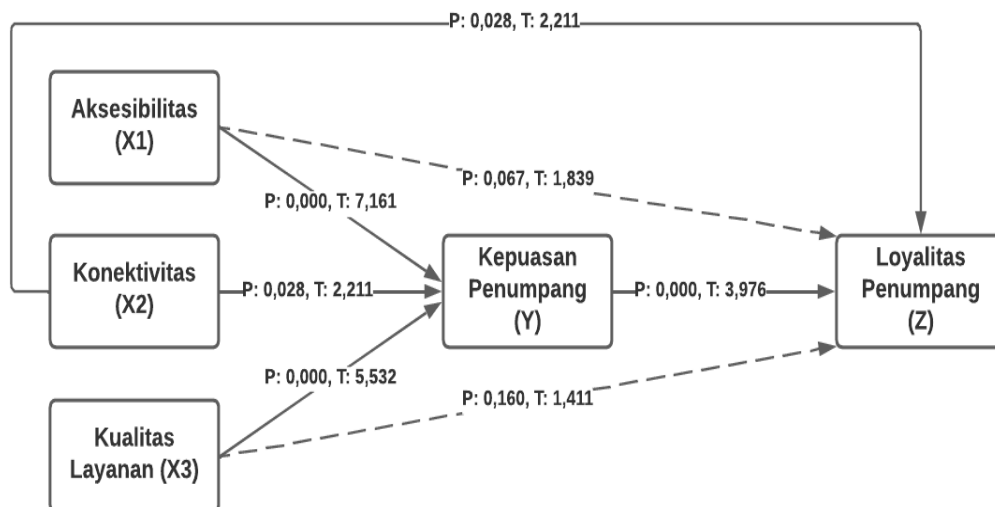 P: 0,028, T: 2,211
Aksesibilitas
(X1)
P: 0,067, T: 1,839
P: 0,000, T: 7,161
Konektivitas
(X2)
P: 0,028, T: 2,211
Kepuasan
Penumpang
(Y)
P: 0,000, T: 3,976
Loyalitas
Penumpang
(Z)
P: 0,000, T: 5,532
P: 0,160, T: 1,411
Kualitas
Layanan (X3)